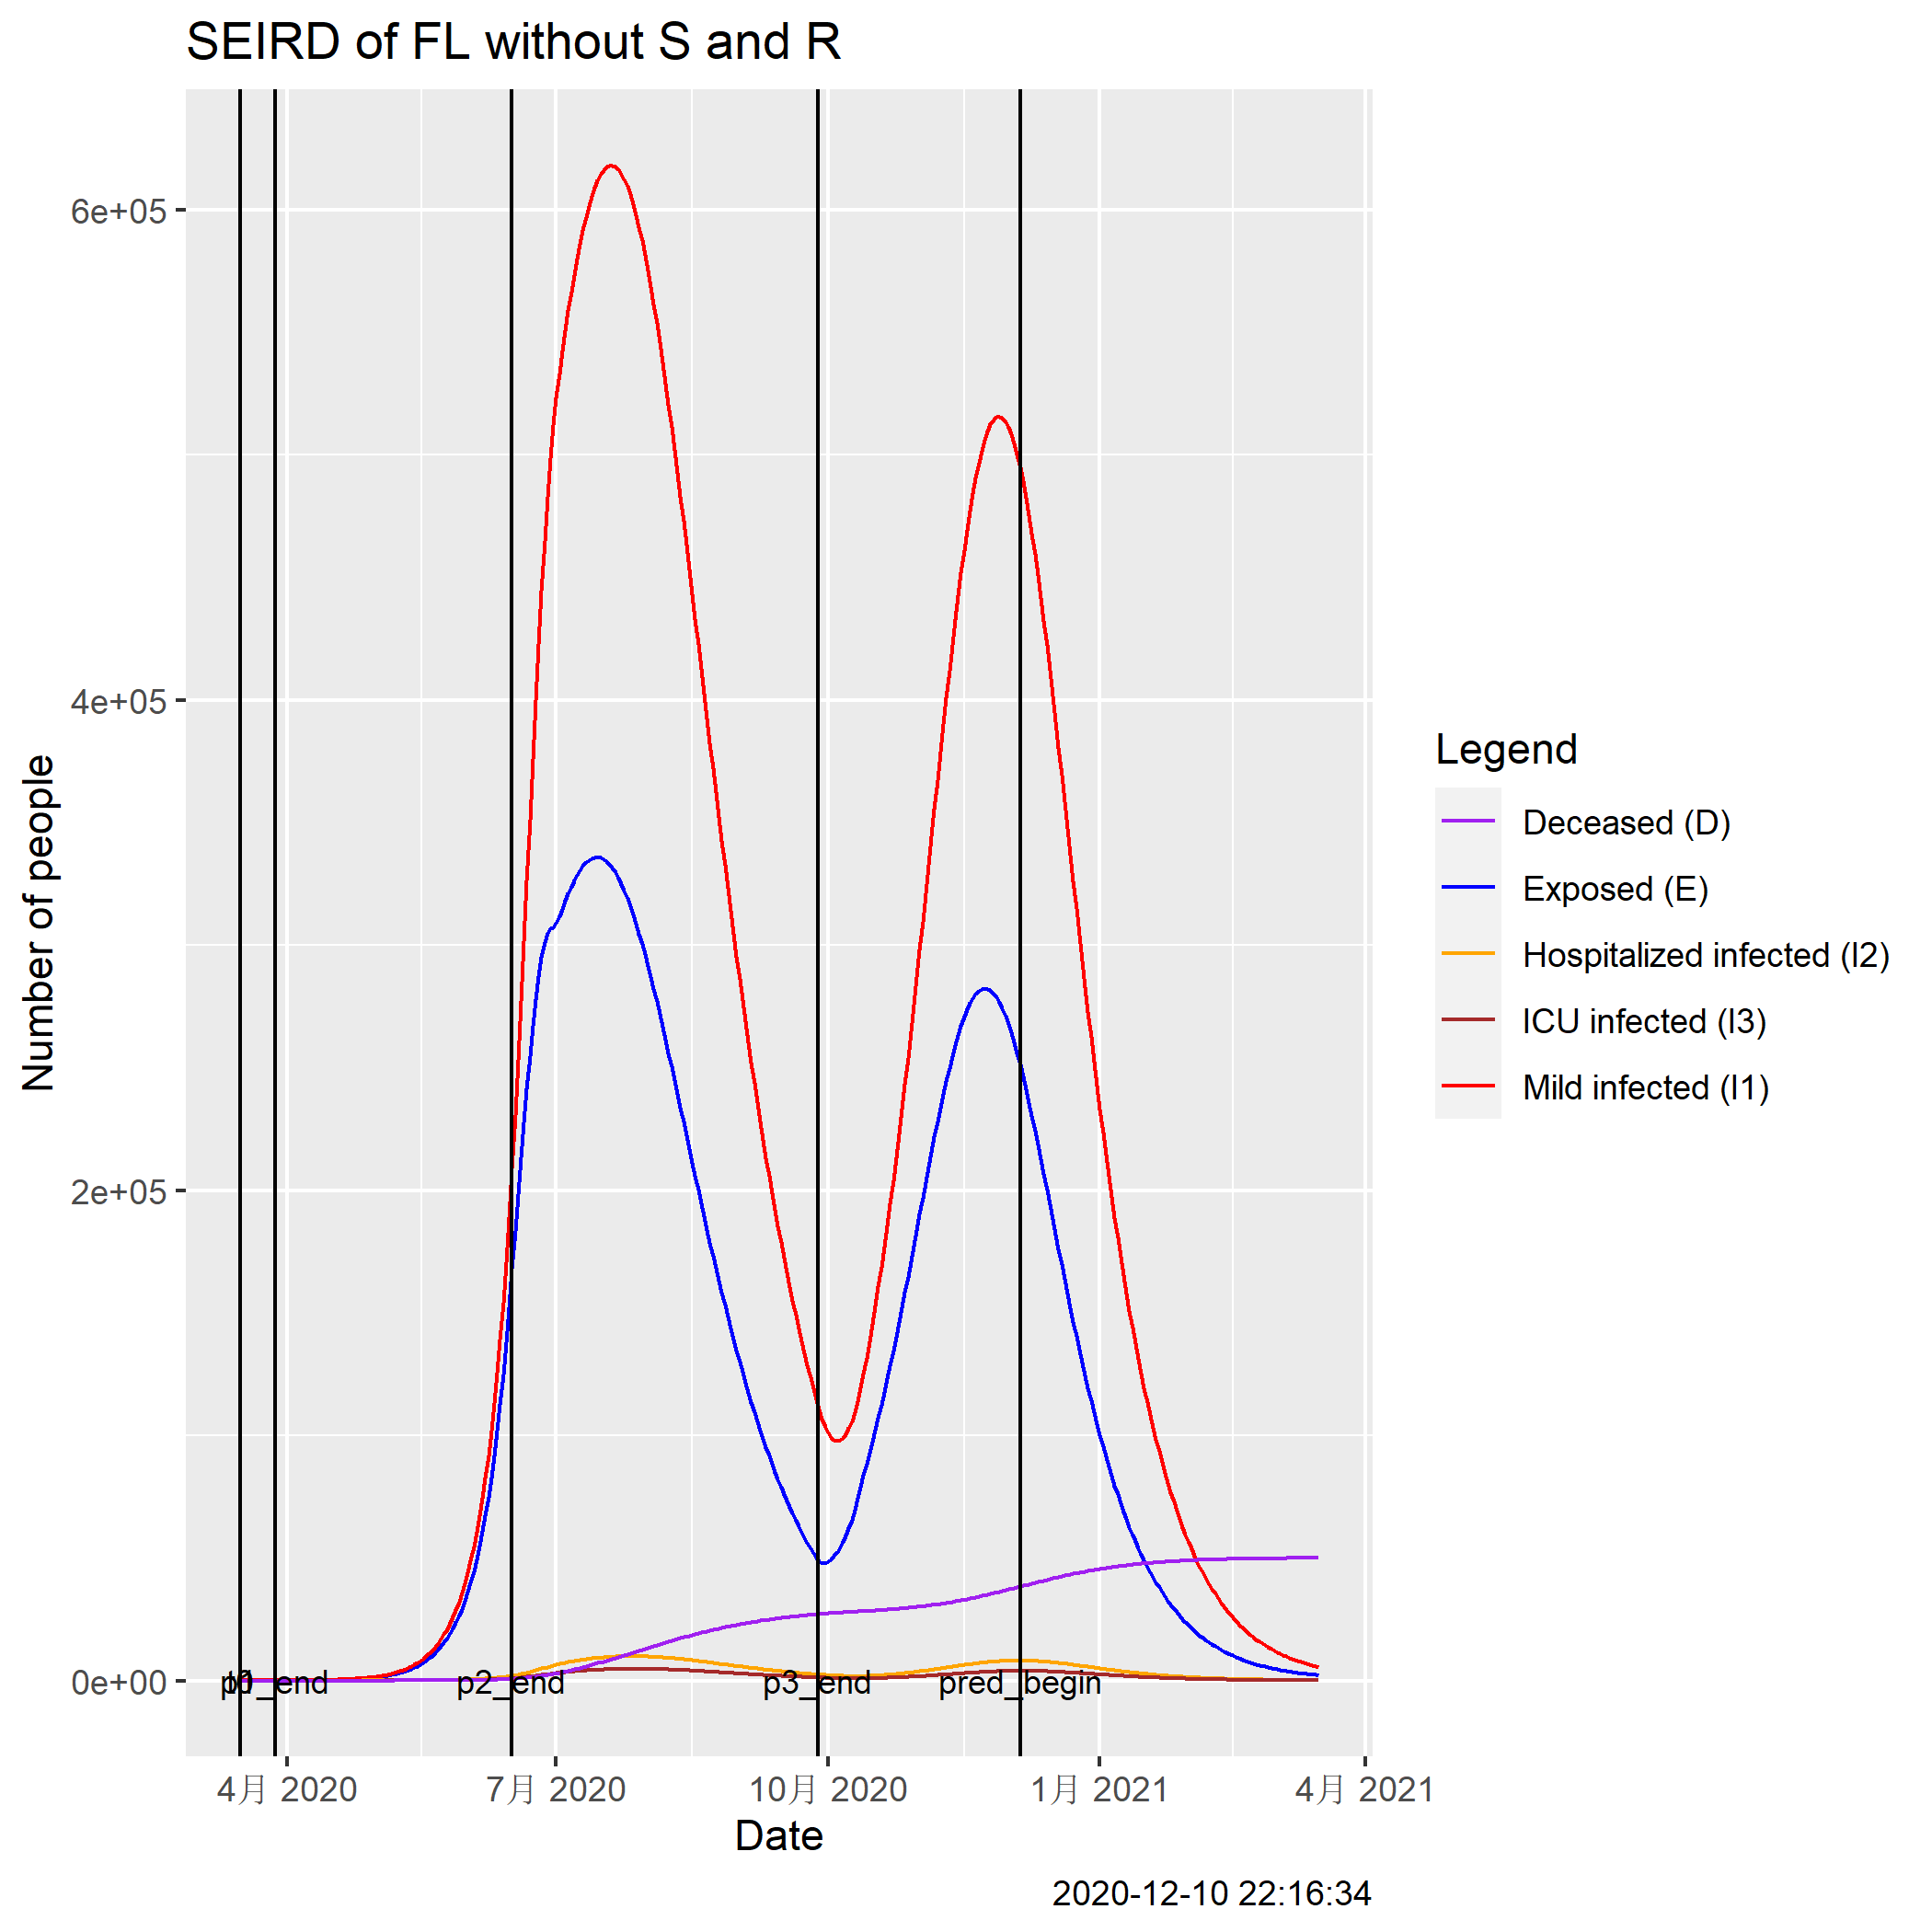 SEIRD of FL without S and R
6e+05
4e+05
2e+05
0e+00
Number of people
p2_end
p3_end
pred_begin
4月 2020
7月 2020
10月 2020
1月 2021
4月 2021
Date
Legend
Deceased (D)
Exposed (E)
Hospitalized infected (I2)
ICU infected (I3)
Mild infected (I1)
2020-12-10 22:16:34